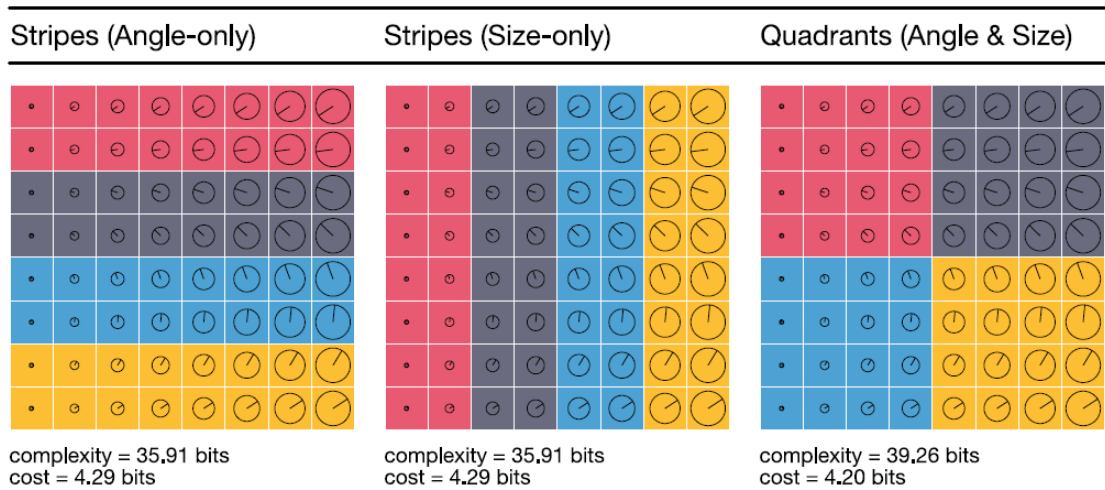 Stripes (Angle-only)
Stripes (Size-only)
Quadrants (Angle & Size)
complexity = 35.91 bits
cost = 4.29 bits
complexity = 35.91 bits
cost = 4.29 bits
complexity = 39.26 bits
cost = 4.20 bits